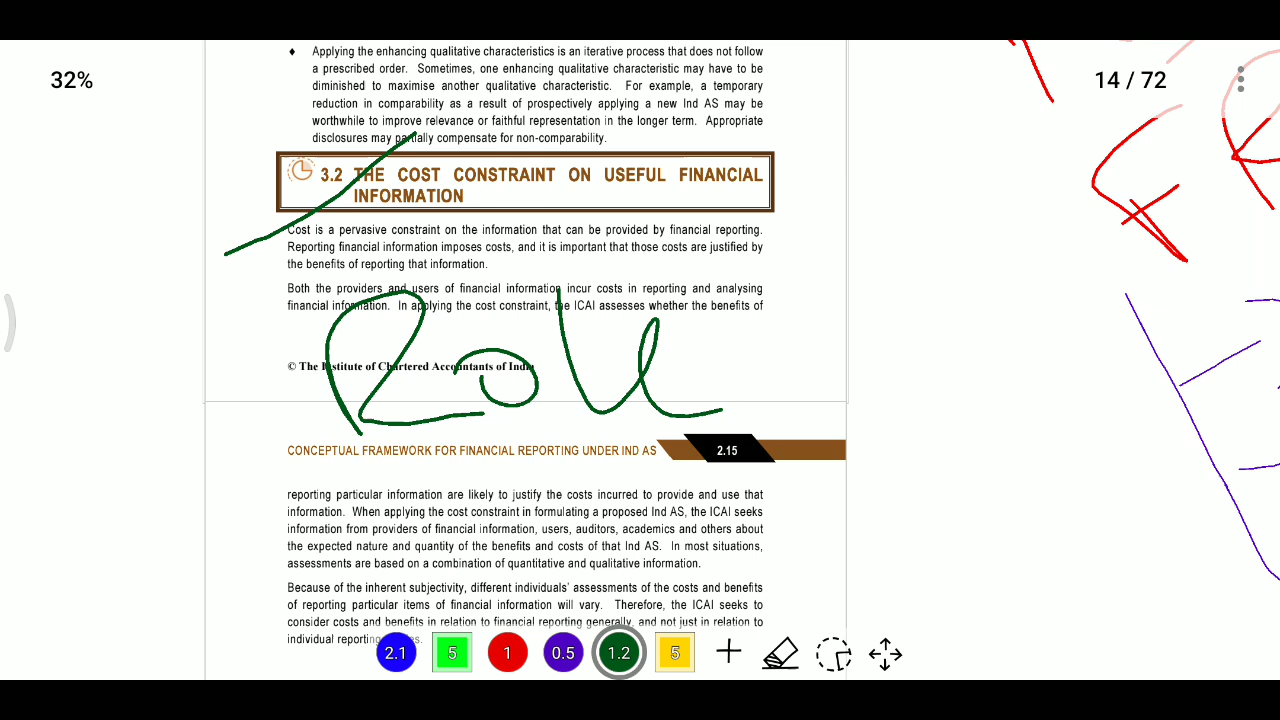 ♦ Applying the enhancing qualitative characteristics is an iterative process that does not follow
a prescribed order. Sometimes, one enhancing qualitative characteristic may have to be
32%
14 / 72
diminished to maximise another qualitative characteristic. For example, a temporary
reduction in comparability as a result of prospectively applying a new Ind AS may be
worthwhile to improve relevance or faithful representation in the longer term. Appropriate
disclosures may partially compensate for non-comparability.
3.2 THE COST CONSTRAINT ON USEFUL FINANCIAL
INFORMATION
Cost is a pervasive constraint on the information that can be provided by financial reporting.
Reporting financial information imposes costs, and it is important that those costs are justified by
the benefits of reporting that information.
Both the providers and users of financial information incur costs in reporting and analysing
financial information. In applying the cost constraint, the ICAI assesses whether the benefits of
© The Institute of Chartered Accountants of India
CONCEPTUAL FRAMEWORK FOR FINANCIAL REPORTING UNDER IND AS 2.15
reporting particular information are likely to justify the costs incurred to provide and use that
information. When applying the cost constraint in formulating a proposed Ind AS, the ICAI seeks
information from providers of financial information, users, auditors, academics and others about
the expected nature and quantity of the benefits and costs of that Ind AS. In most situations,
assessments are based on a combination of quantitative and qualitative information.
Because of the inherent subjectivity, different individuals' assessments of the costs and benefits
of reporting particular items of financial information will vary. Therefore, the ICAI seeks to
consider costs and benefits in relation to financial reporting generally, and not just in relation to
individual reporting
2.1 5 1 0.5 1.2 5